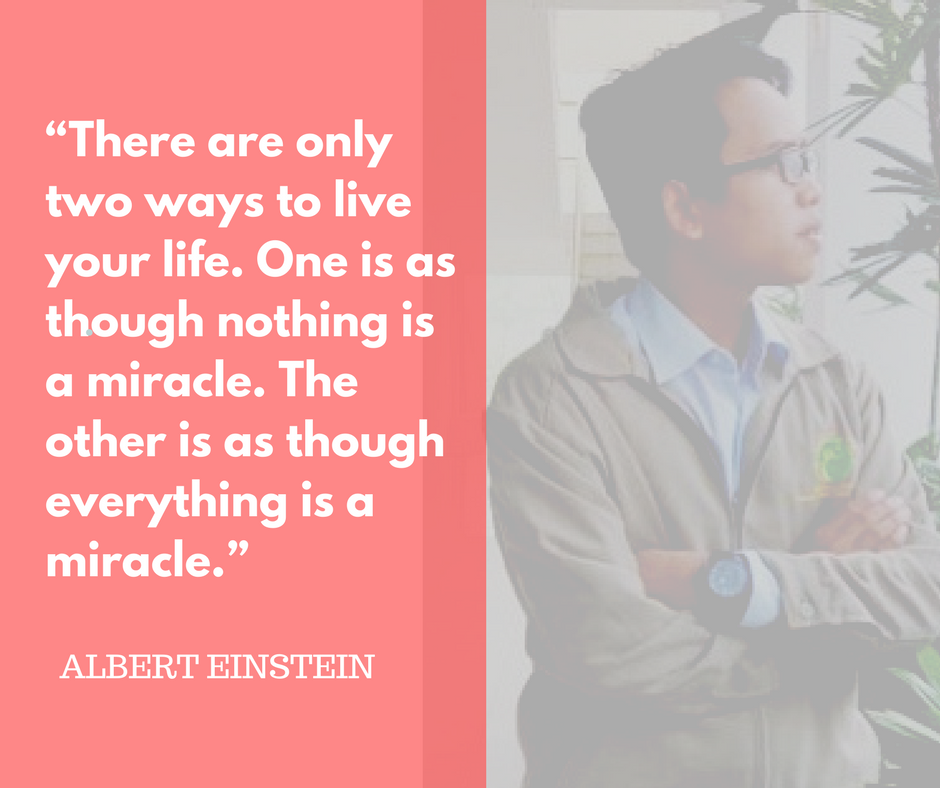 “There are only
two ways to live
your life. One is as
though nothing is
a miracle. The
other is as though
everything is a
miracle.”
ALBERT EINSTEIN